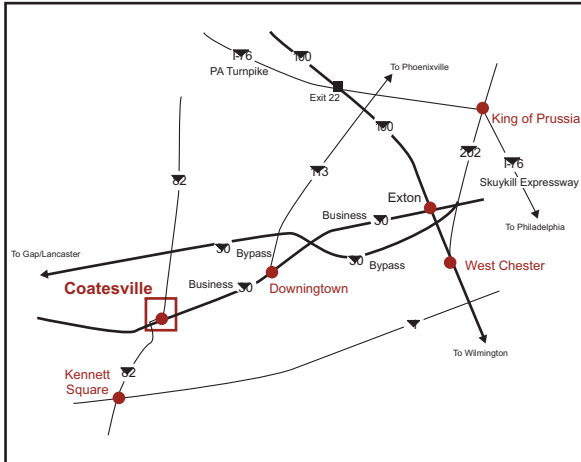 I-76
100
PA Turnpike
To Phoenixville
Exit 22
King of Prussia
100
202
I-76
113
Skuykill Expressway
82
Exton
Business 30
To Philadelphia
30
Bypass
To Gap/Lancaster
30
Bypass
West Chester
Business 30
Downingtown
Coatesville
1
To Wilmington
Kennett
Square
82